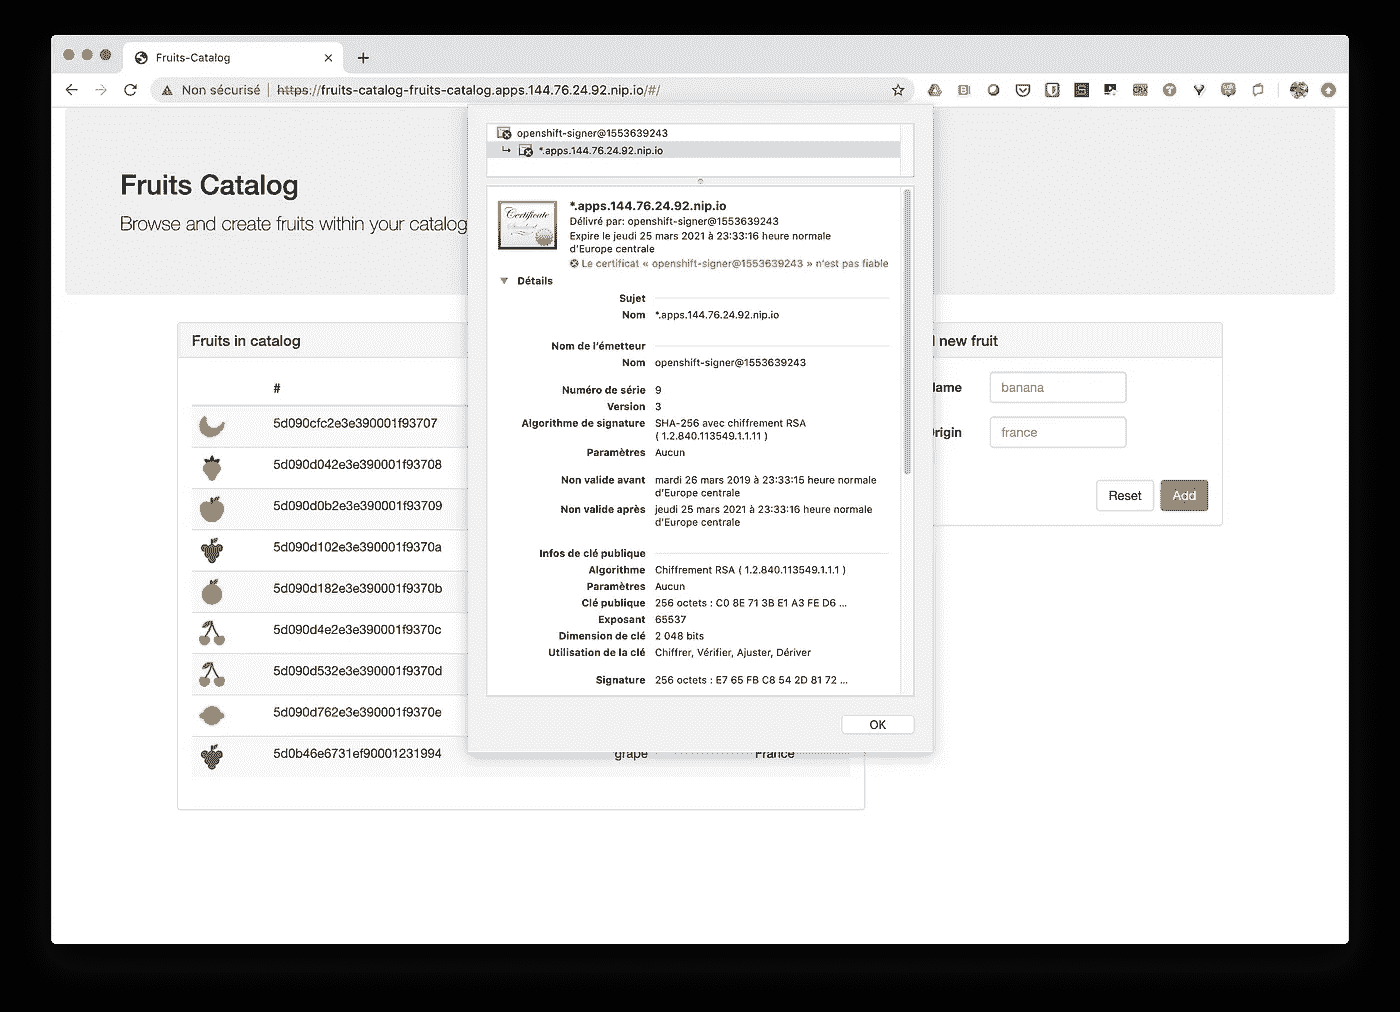 Fruits-Catalog
Non sécurisé | https://fruits-catalog-fruits-catalog.apps.144.76.24.92.nip.io/#/
Fruits Catalog
Browse and create fruits within your catalog
openshift-signer@1553639243
*.apps.144.76.24.92.nip.io
Certificate
*.apps.144.76.24.92.nip.io
Délivré par: openshift-signer@1553639243
Expire le jeudi 25 mars 2021 à 23:33:16 heure normale
d'Europe centrale
Le certificat « openshift-signer@1553639243 » n'est pas fiable
Détails
Sujet
Nom *.apps.144.76.24.92.nip.io
Nom de l'émetteur
Nom openshift-signer@1553639243
Numéro de série 9
Version 3
Algorithme de signature SHA-256 avec chiffrement RSA
( 1.2.840.113549.1.1.11 )
Paramètres Aucun
Non valide avant mardi 26 mars 2019 à 23:33:15 heure normale
d'Europe centrale
Non valide après jeudi 25 mars 2021 à 23:33:16 heure normale
d'Europe centrale
Infos de clé publique
Algorithme Chiffrement RSA ( 1.2.840.113549.1.1.1 )
Paramètres Aucun
Clé publique 256 octets : C0 8E 71 3B E1 A3 FE D6 ...
Exposant 65537
Dimension de clé 2 048 bits
Utilisation de la clé Chiffrer, Vérifier, Ajuster, Dériver
Signature 256 octets : E7 65 FB C8 54 2D 81 72 ...
OK
Fruits in catalog
#
5d090cfc2e3e390001f93707
5d090d042e3e390001f93708
5d090d0b2e3e390001f93709
5d090d102e3e390001f9370a
5d090d182e3e390001f9370b
5d090d4e2e3e390001f9370c
5d090d532e3e390001f9370d
5d090d762e3e390001f9370e
5d0b46e6731ef90001231994 grape France
new fruit
ame banana
rigin france
Reset Add